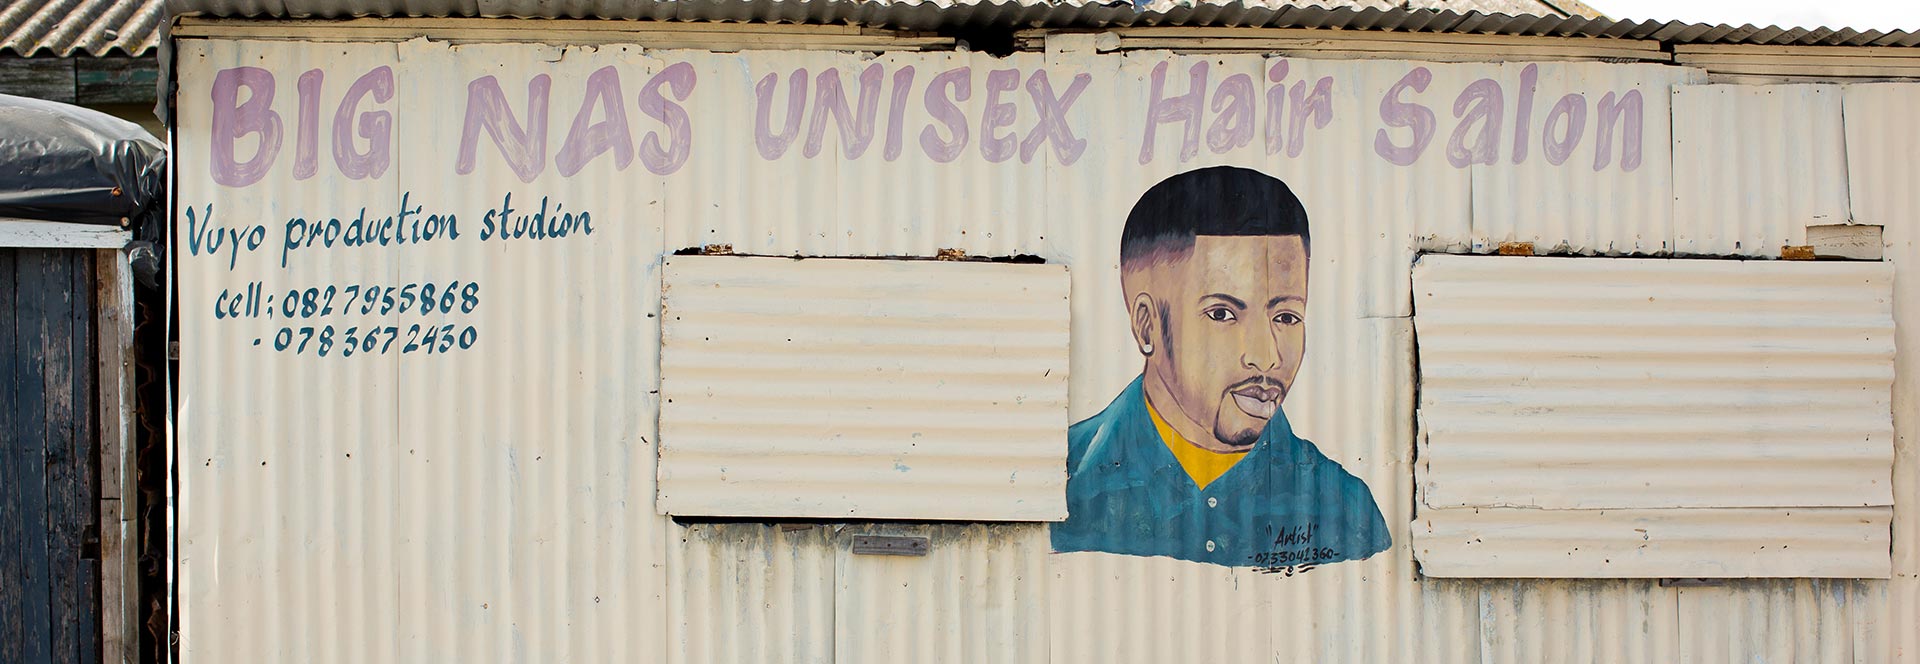 BIG NAS UNISEX Hair Salon
Vuyo production studion
cell; 0827955868
- 0783672430
"Artist"
-0733041360-